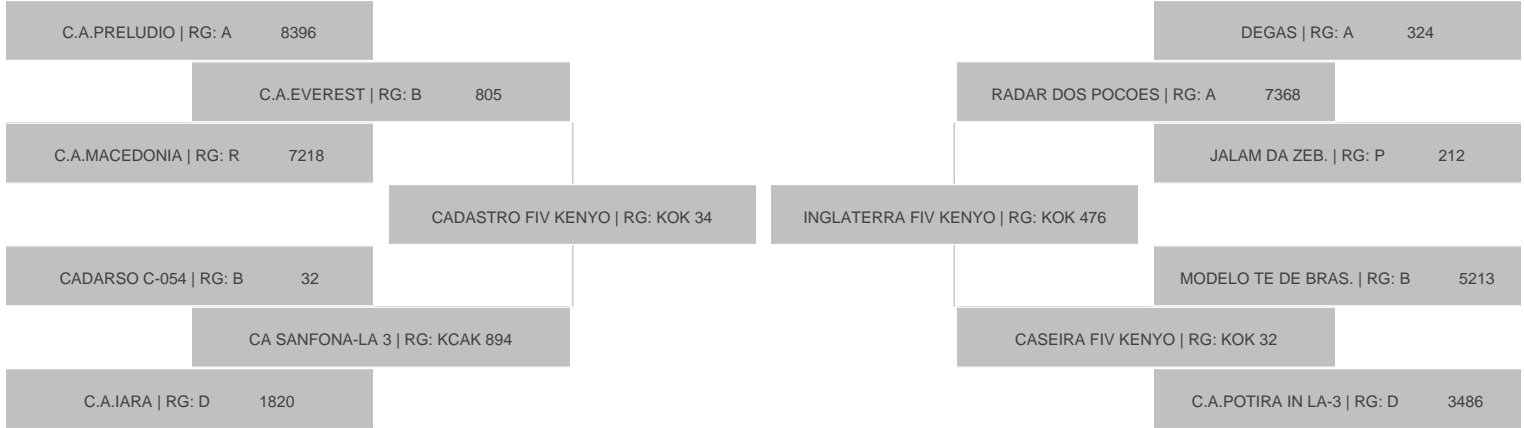 C.A.PRELUDIO | RG: A 8396
DEGAS | RG: A 324
C.A.EVEREST | RG: B 805
RADAR DOS POCOES | RG: A 7368
C.A.MACEDONIA | RG: R 7218
JALAM DA ZEB. | RG: P 212
CADASTRO FIV KENYO | RG: KOK 34
INGLATERRA FIV KENYO | RG: KOK 476
CADARSO C-054 | RG: B 32
MODELO TE DE BRAS. | RG: B 5213
CA SANFONA-LA 3 | RG: KCAK 894
CASEIRA FIV KENYO | RG: KOK 32
C.A.IARA | RG: D 1820
C.A.POTIRA IN LA-3 | RG: D 3486